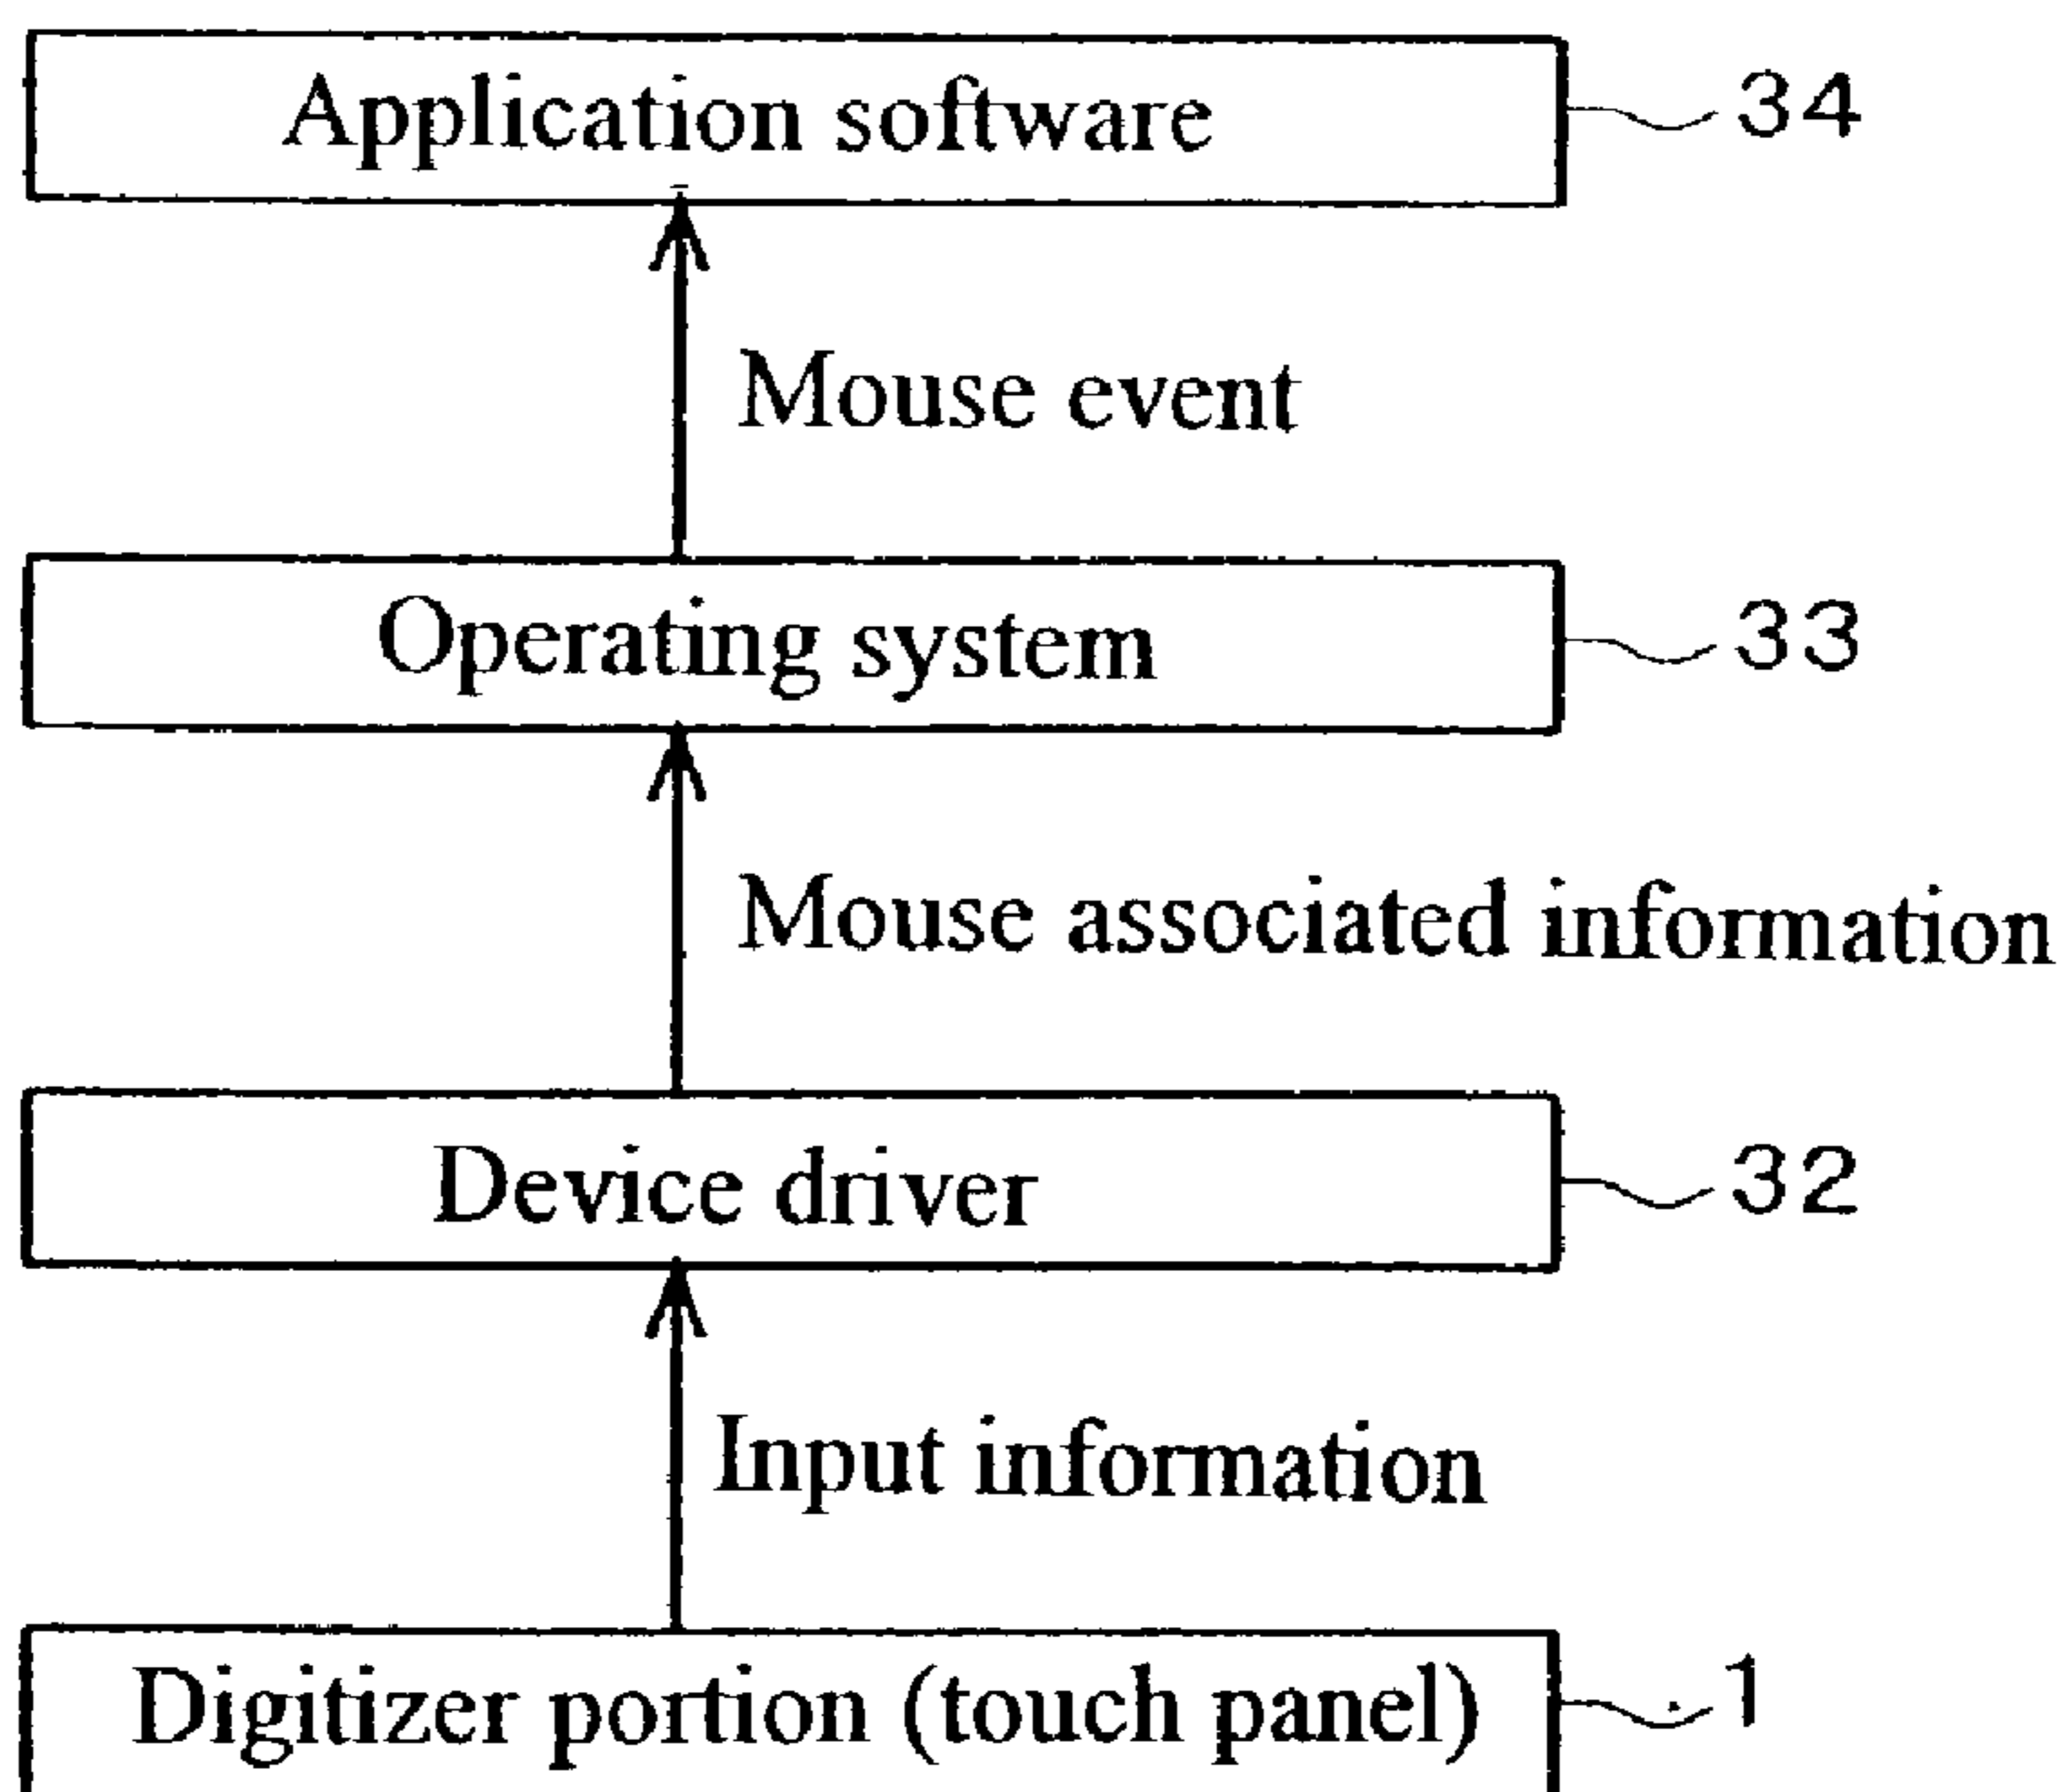 Application software 34
Mouse event
Operating system 33
Mouse associated information
Device driver 32
Input information
Digitizer portion (touch panel) 1